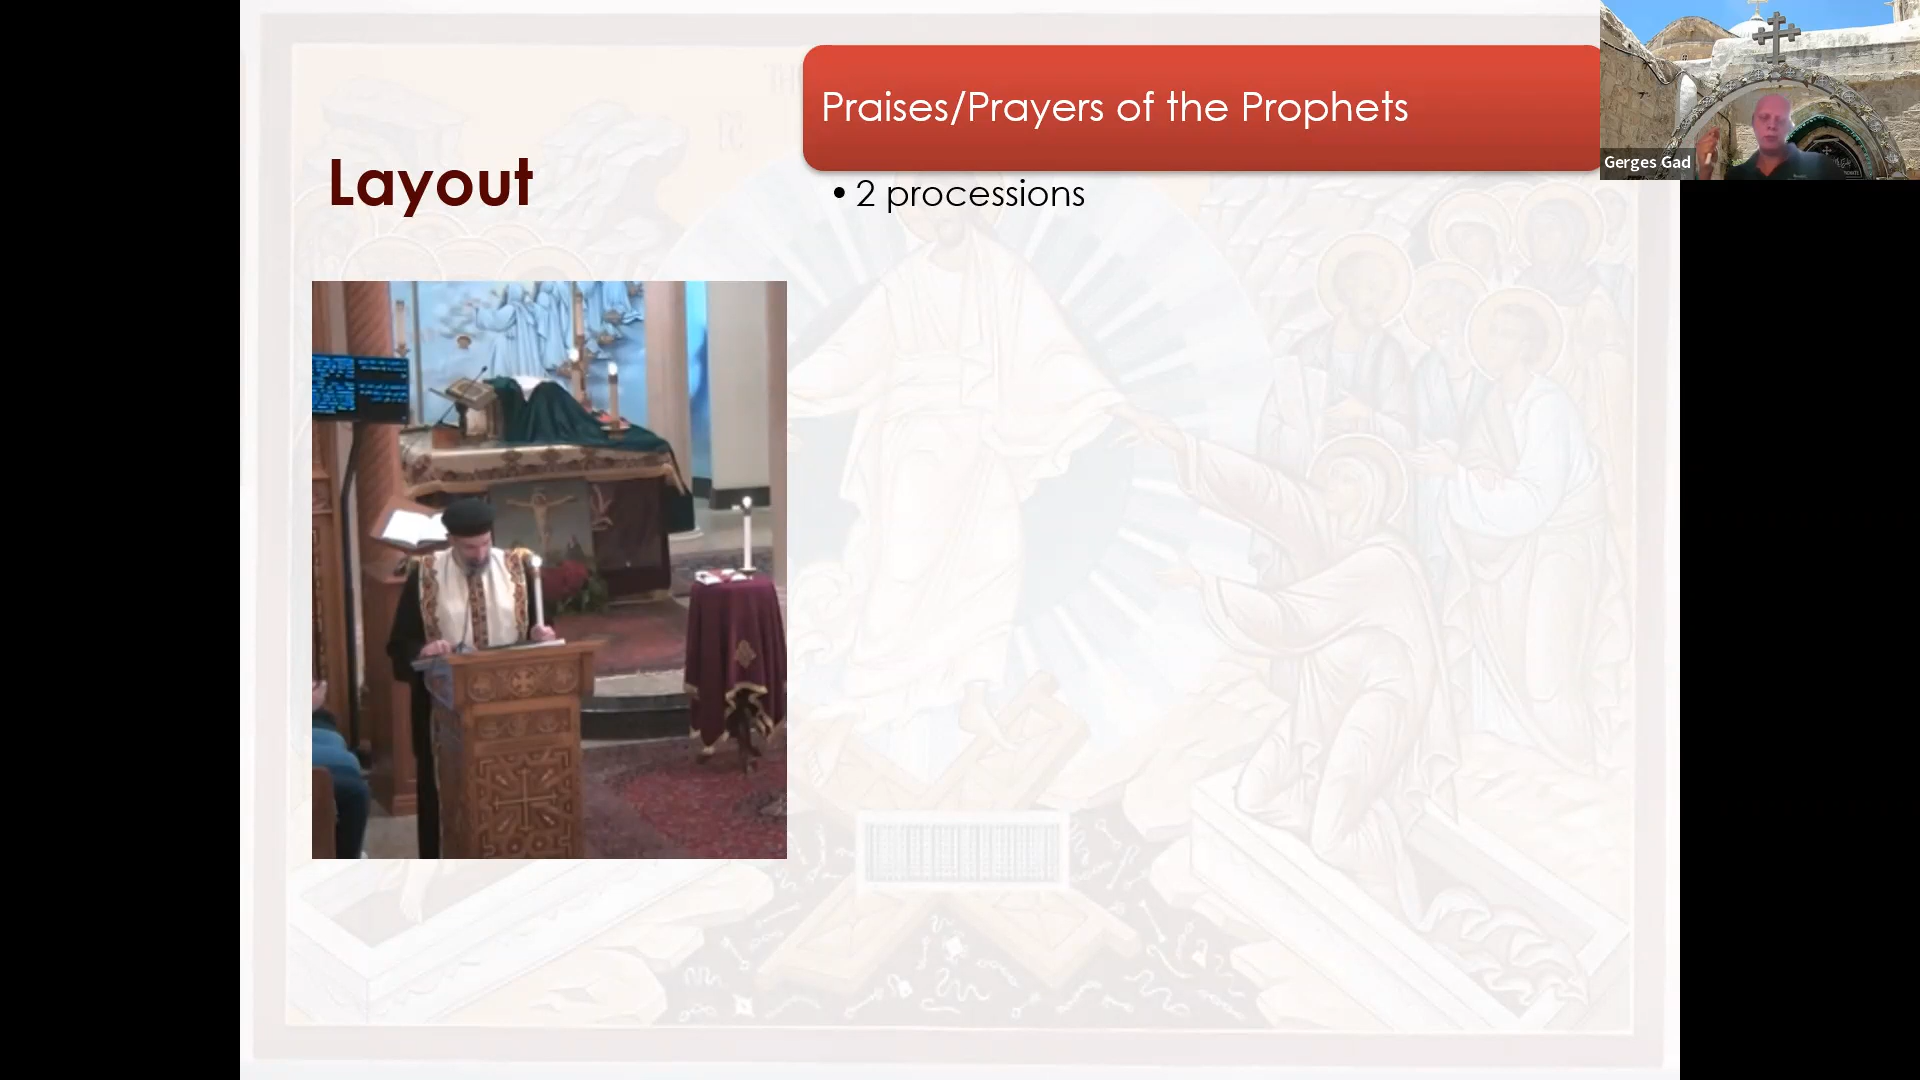 Praises/Prayers of the Prophets
Gerges Gad
Layout
• 2 processions